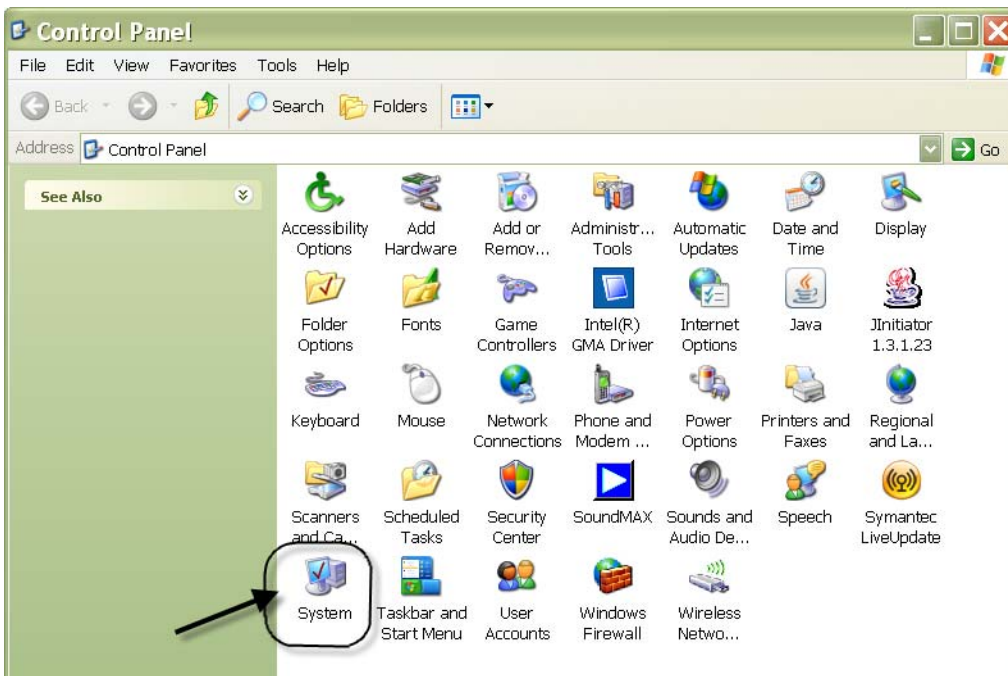 Control Panel
File Edit View Favorites Tools Help
Back Search Folders
Address Control Panel Go
See Also
Accessibility Options
Add Hardware
Add or Remov...
Administr... Tools
Automatic Updates
Date and Time
Display
Folder Options
Fonts
Game Controllers
Intel(R) GMA Driver
Internet Options
Java
JInitiator 1.3.1.23
Keyboard
Mouse
Network Connections
Phone and Modem ...
Power Options
Printers and Faxes
Regional and La...
Scanners and Ca...
Scheduled Tasks
Security Center
SoundMAX
Sounds and Audio De...
Speech
Symantec LiveUpdate
System
Taskbar and Start Menu
User Accounts
Windows Firewall
Wireless Netwo...